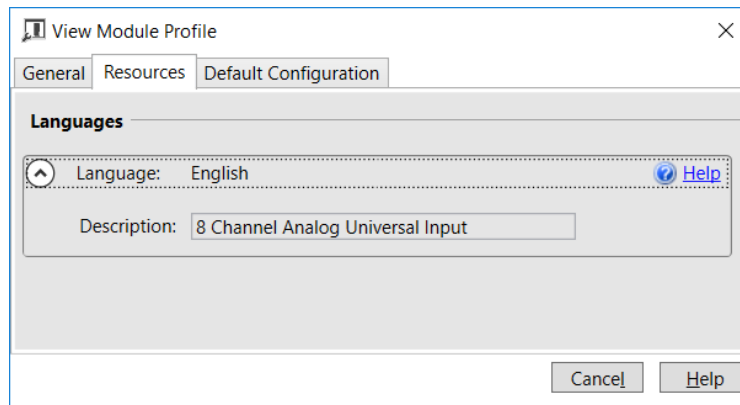 View Module Profile
General Resources Default Configuration
Languages
Language: English Help
Description: 8 Channel Analog Universal Input
Cancel Help